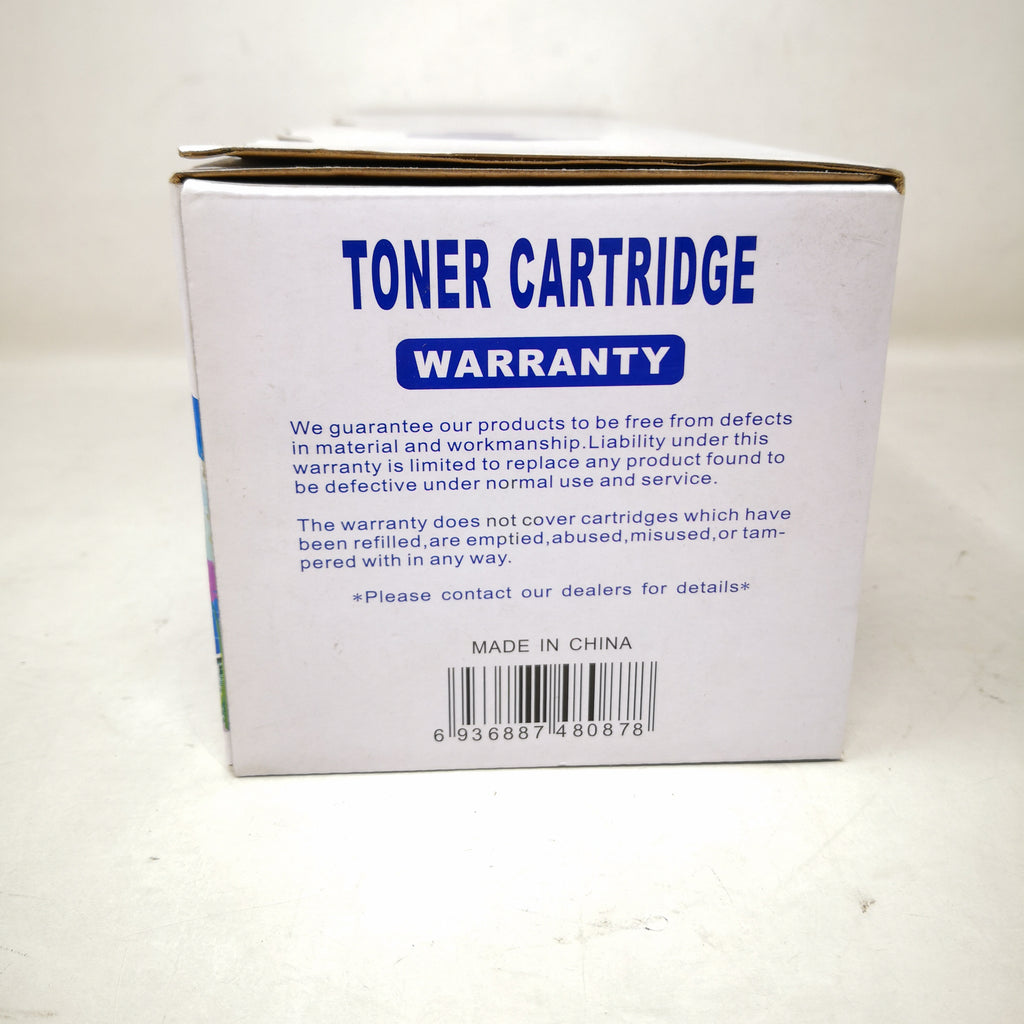 TONER CARTRIDGE
WARRANTY
We guarantee our products to be free from defects
in material and workmanship.Liability under this
warranty is limited to replace any product found to
be defective under normal use and service.
The warranty does not cover cartridges which have
been refilled,are emptied,abused,misused,or tam-
pered with in any way.
*Please contact our dealers for details*
MADE IN CHINA
6 936887 480878